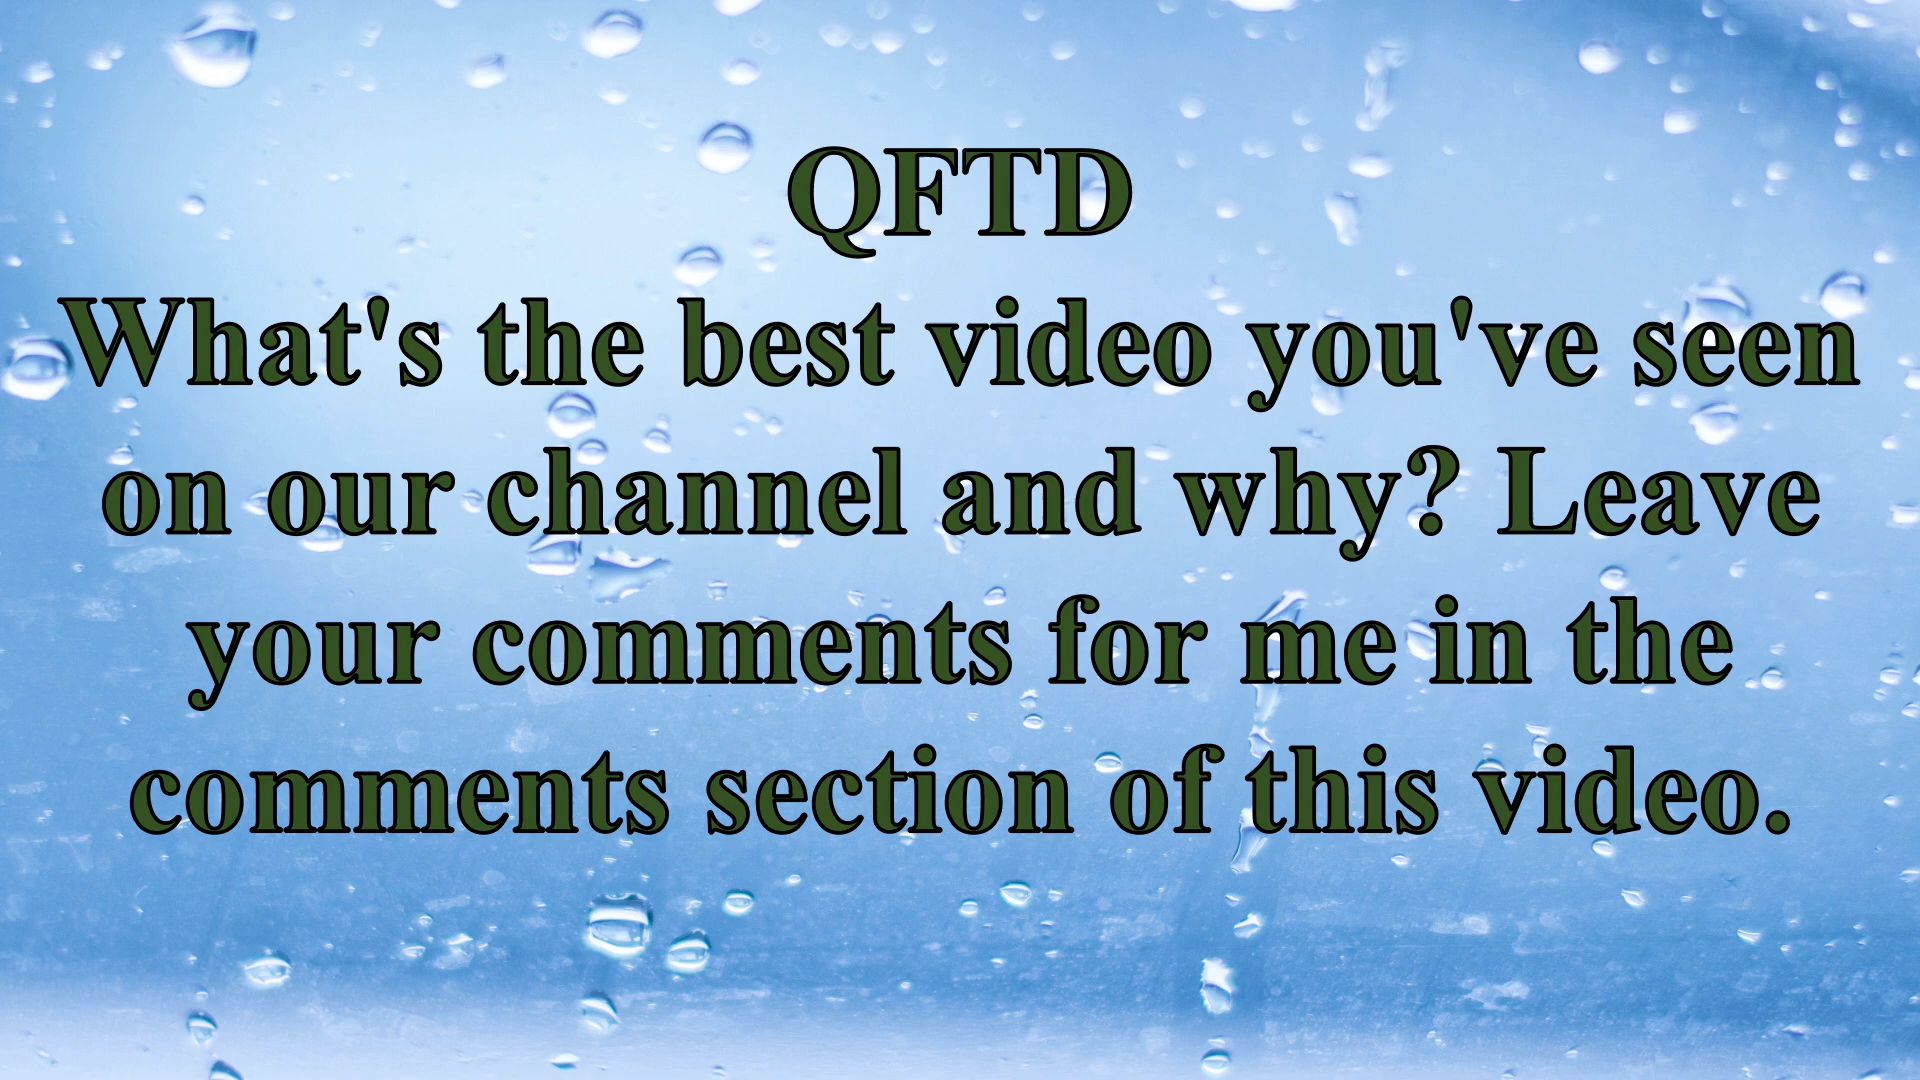 QFTD
What's the best video you've seen
on our channel and why? Leave
your comments for me in the
comments section of this video.